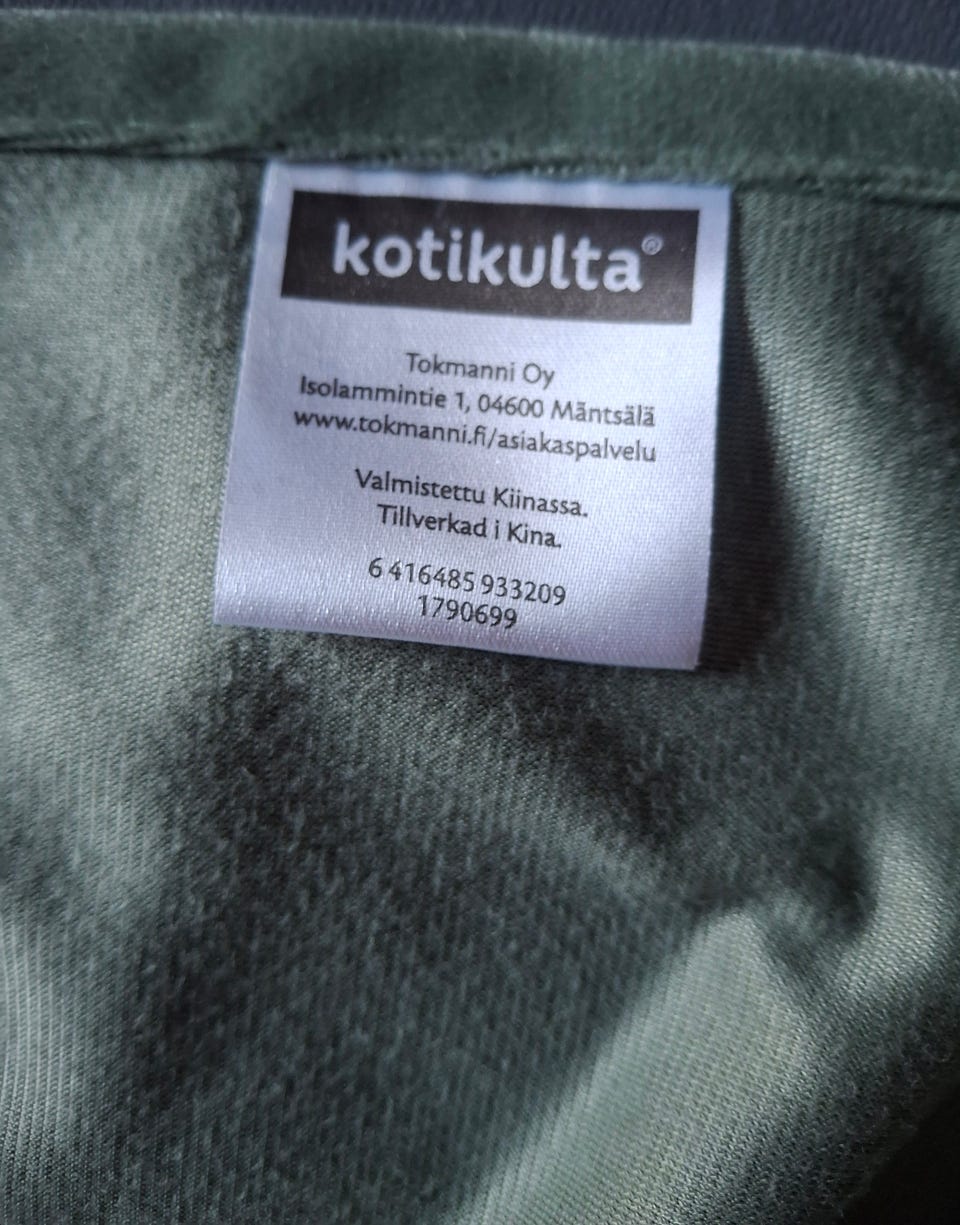 kotikulta®
Tokmanni Oy
Isolammintie 1, 04600 Mäntsälä
www.tokmanni.fi/asiakaspalvelu
Valmistettu Kiinassa.
Tillverkad i Kina.
6 416485 933209
1790699